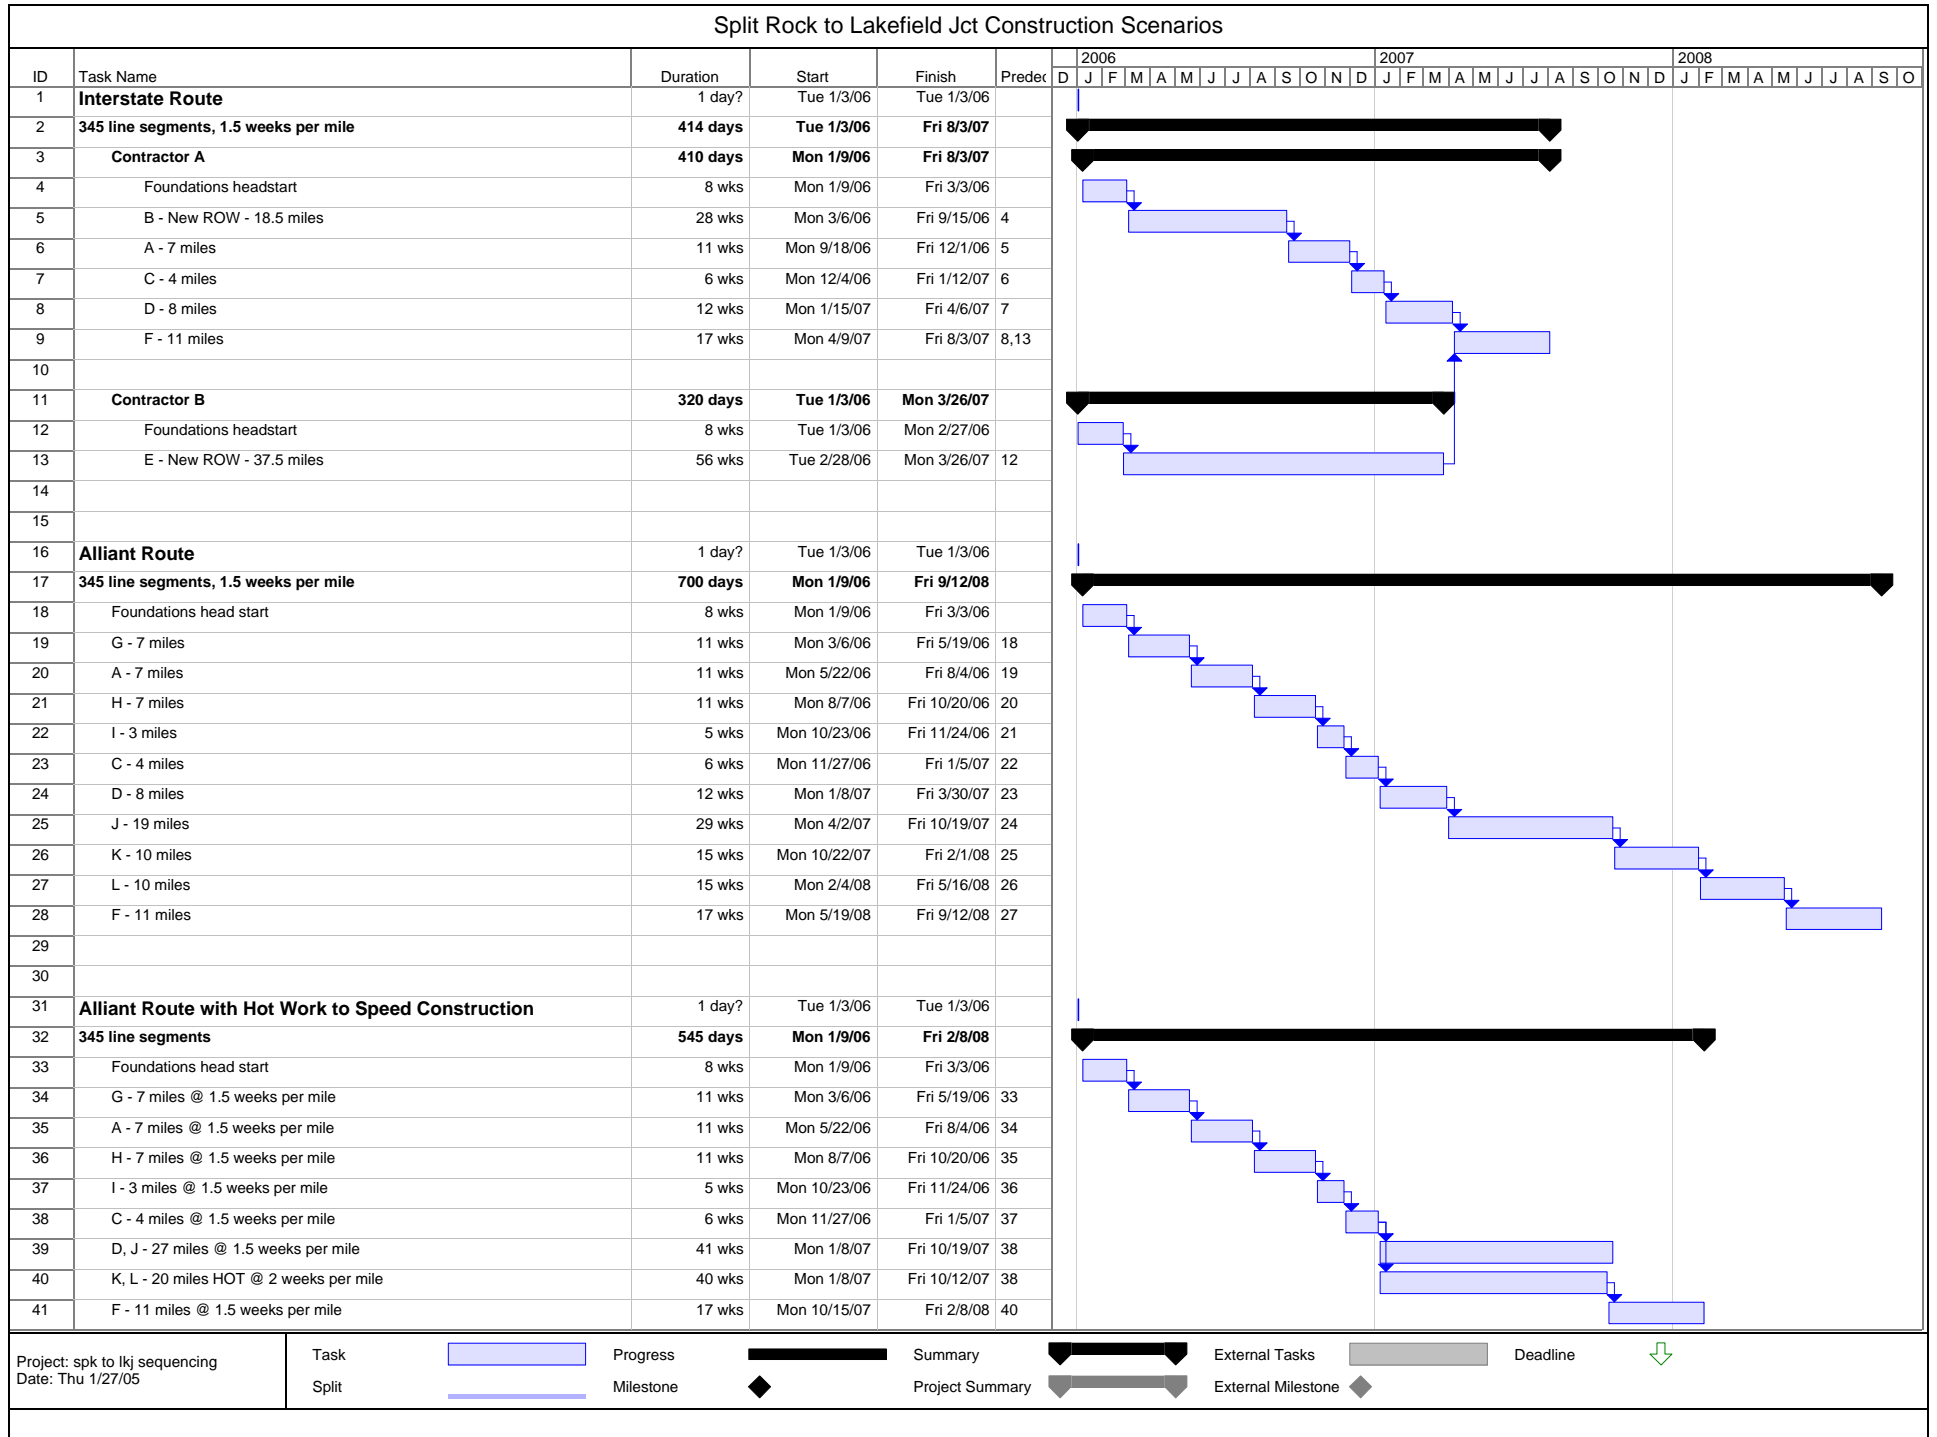 Split Rock to Lakefield Jct Construction Scenarios
2006 2007 2008
ID Task Name Duration Start Finish Predec D J F M A M J J A S O N D J F M A M J J A S O N D J F M A M J J A S O
1 Interstate Route 1 day? Tue 1/3/06 Tue 1/3/06
2 345 line segments, 1.5 weeks per mile 414 days Tue 1/3/06 Fri 8/3/07
3 Contractor A 410 days Mon 1/9/06 Fri 8/3/07
4 Foundations headstart 8 wks Mon 1/9/06 Fri 3/3/06
5 B - New ROW - 18.5 miles 28 wks Mon 3/6/06 Fri 9/15/06 4
6 A - 7 miles 11 wks Mon 9/18/06 Fri 12/1/06 5
7 C - 4 miles 6 wks Mon 12/4/06 Fri 1/12/07 6
8 D - 8 miles 12 wks Mon 1/15/07 Fri 4/6/07 7
9 F - 11 miles 17 wks Mon 4/9/07 Fri 8/3/07 8,13
10
11 Contractor B 320 days Tue 1/3/06 Mon 3/26/07
12 Foundations headstart 8 wks Tue 1/3/06 Mon 2/27/06
13 E - New ROW - 37.5 miles 56 wks Tue 2/28/06 Mon 3/26/07 12
14
15
16 Alliant Route 1 day? Tue 1/3/06 Tue 1/3/06
17 345 line segments, 1.5 weeks per mile 700 days Mon 1/9/06 Fri 9/12/08
18 Foundations head start 8 wks Mon 1/9/06 Fri 3/3/06
19 G - 7 miles 11 wks Mon 3/6/06 Fri 5/19/06 18
20 A - 7 miles 11 wks Mon 5/22/06 Fri 8/4/06 19
21 H - 7 miles 11 wks Mon 8/7/06 Fri 10/20/06 20
22 I - 3 miles 5 wks Mon 10/23/06 Fri 11/24/06 21
23 C - 4 miles 6 wks Mon 11/27/06 Fri 1/5/07 22
24 D - 8 miles 12 wks Mon 1/8/07 Fri 3/30/07 23
25 J - 19 miles 29 wks Mon 4/2/07 Fri 10/19/07 24
26 K - 10 miles 15 wks Mon 10/22/07 Fri 2/1/08 25
27 L - 10 miles 15 wks Mon 2/4/08 Fri 5/16/08 26
28 F - 11 miles 17 wks Mon 5/19/08 Fri 9/12/08 27
29
30
31 Alliant Route with Hot Work to Speed Construction 1 day? Tue 1/3/06 Tue 1/3/06
32 345 line segments 545 days Mon 1/9/06 Fri 2/8/08
33 Foundations head start 8 wks Mon 1/9/06 Fri 3/3/06
34 G - 7 miles @ 1.5 weeks per mile 11 wks Mon 3/6/06 Fri 5/19/06 33
35 A - 7 miles @ 1.5 weeks per mile 11 wks Mon 5/22/06 Fri 8/4/06 34
36 H - 7 miles @ 1.5 weeks per mile 11 wks Mon 8/7/06 Fri 10/20/06 35
37 I - 3 miles @ 1.5 weeks per mile 5 wks Mon 10/23/06 Fri 11/24/06 36
38 C - 4 miles @ 1.5 weeks per mile 6 wks Mon 11/27/06 Fri 1/5/07 37
39 D, J - 27 miles @ 1.5 weeks per mile 41 wks Mon 1/8/07 Fri 10/19/07 38
40 K, L - 20 miles HOT @ 2 weeks per mile 40 wks Mon 1/8/07 Fri 10/12/07 38
41 F - 11 miles @ 1.5 weeks per mile 17 wks Mon 10/15/07 Fri 2/8/08 40
Project: spk to lkj sequencing
Date: Thu 1/27/05
Task Progress Summary External Tasks Deadline
Split Milestone Project Summary External Milestone